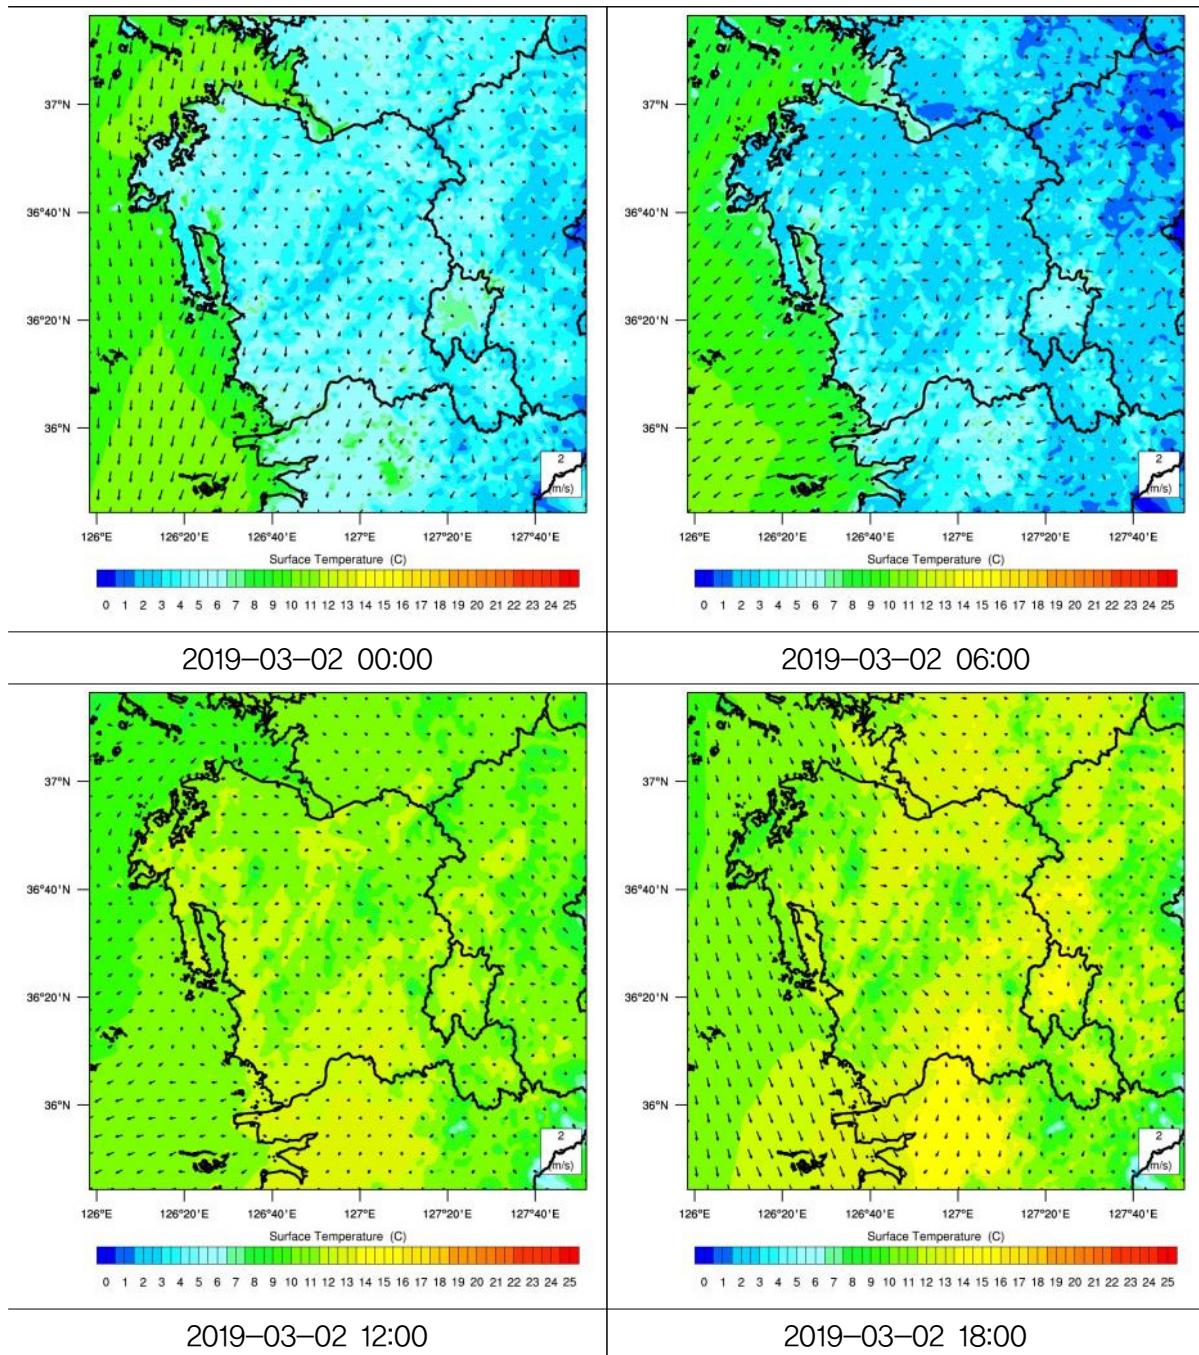 37°N
36°40'N
36°20'N
36°N
2
(m/s)
126°E 126°20'E 126°40'E 127°E 127°20'E 127°40'E
Surface Temperature (C)
0 1 2 3 4 5 6 7 8 9 10 11 12 13 14 15 16 17 18 19 20 21 22 23 24 25
37°N
36°40'N
36°20'N
36°N
2
(m/s)
126°E 126°20'E 126°40'E 127°E 127°20'E 127°40'E
Surface Temperature (C)
0 1 2 3 4 5 6 7 8 9 10 11 12 13 14 15 16 17 18 19 20 21 22 23 24 25
2019-03-02 00:00
2019-03-02 06:00
37°N
36°40'N
36°20'N
36°N
2
(m/s)
126°E 126°20'E 126°40'E 127°E 127°20'E 127°40'E
Surface Temperature (C)
0 1 2 3 4 5 6 7 8 9 10 11 12 13 14 15 16 17 18 19 20 21 22 23 24 25
37°N
36°40'N
36°20'N
36°N
2
(m/s)
126°E 126°20'E 126°40'E 127°E 127°20'E 127°40'E
Surface Temperature (C)
0 1 2 3 4 5 6 7 8 9 10 11 12 13 14 15 16 17 18 19 20 21 22 23 24 25
2019-03-02 12:00
2019-03-02 18:00